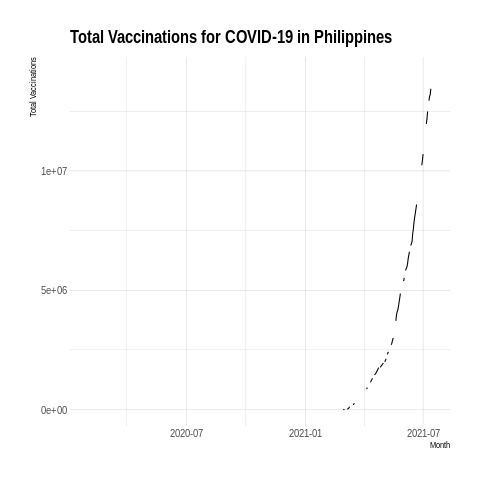 Total Vaccinations for COVID-19 in Philippines
Total Vaccinations
1e+07
5e+06
0e+00
2020-07
2021-01
2021-07
Month